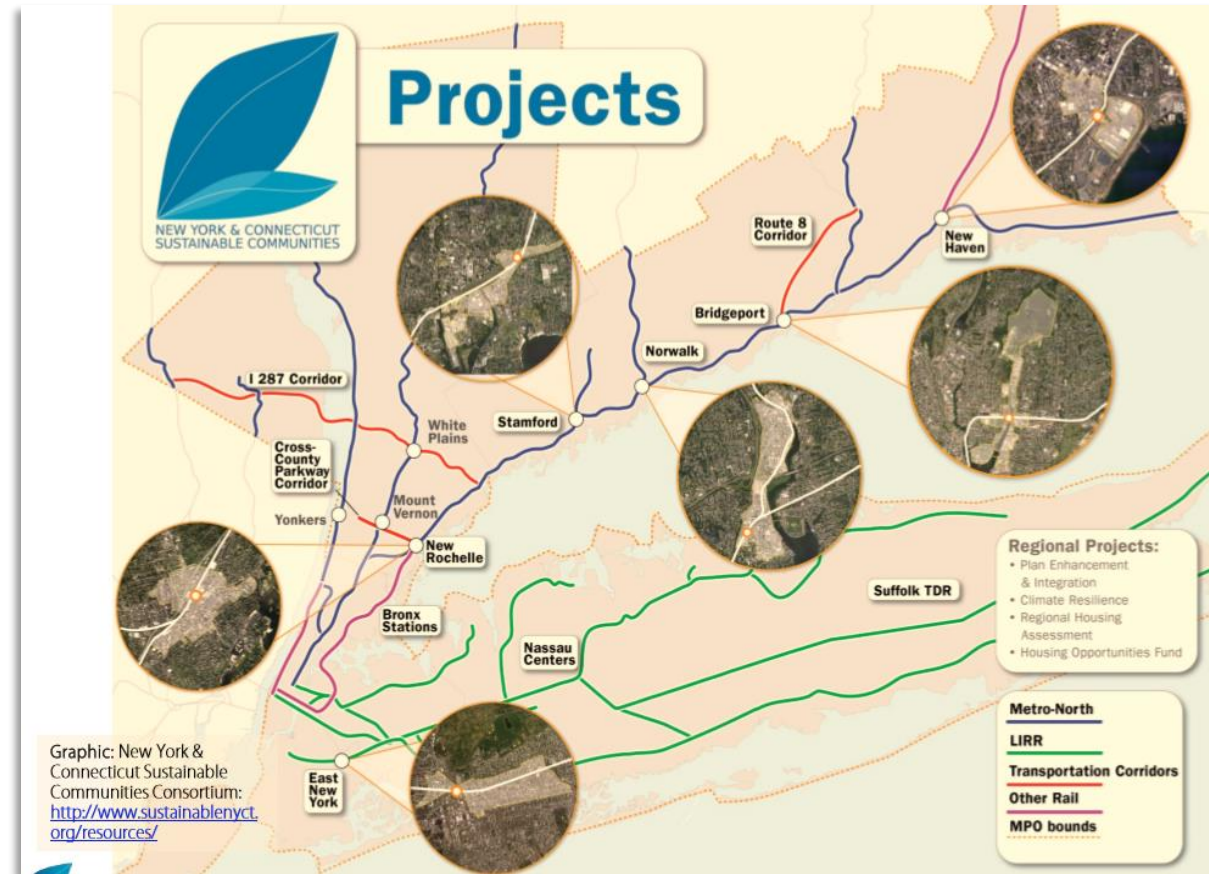 Projects
NEW YORK & CONNECTICUT
SUSTAINABLE COMMUNITIES
Route 8
Corridor
New
Haven
Bridgeport
Norwalk
I 287 Corridor
Stamford
White
Plains
Cross-
County
Parkway
Corridor
Mount
Vernon
Yonkers
New
Rochelle
Bronx
Stations
Nassau
Centers
Suffolk TDR
East
New
York
Regional Projects:
• Plan Enhancement
& Integration
• Climate Resilience
• Regional Housing
Assessment
• Housing Opportunities Fund
Metro-North
LIRR
Transportation Corridors
Other Rail
MPO bounds
Graphic: New York &
Connecticut Sustainable
Communities Consortium:
http://www.sustainablenyct.
org/resources/